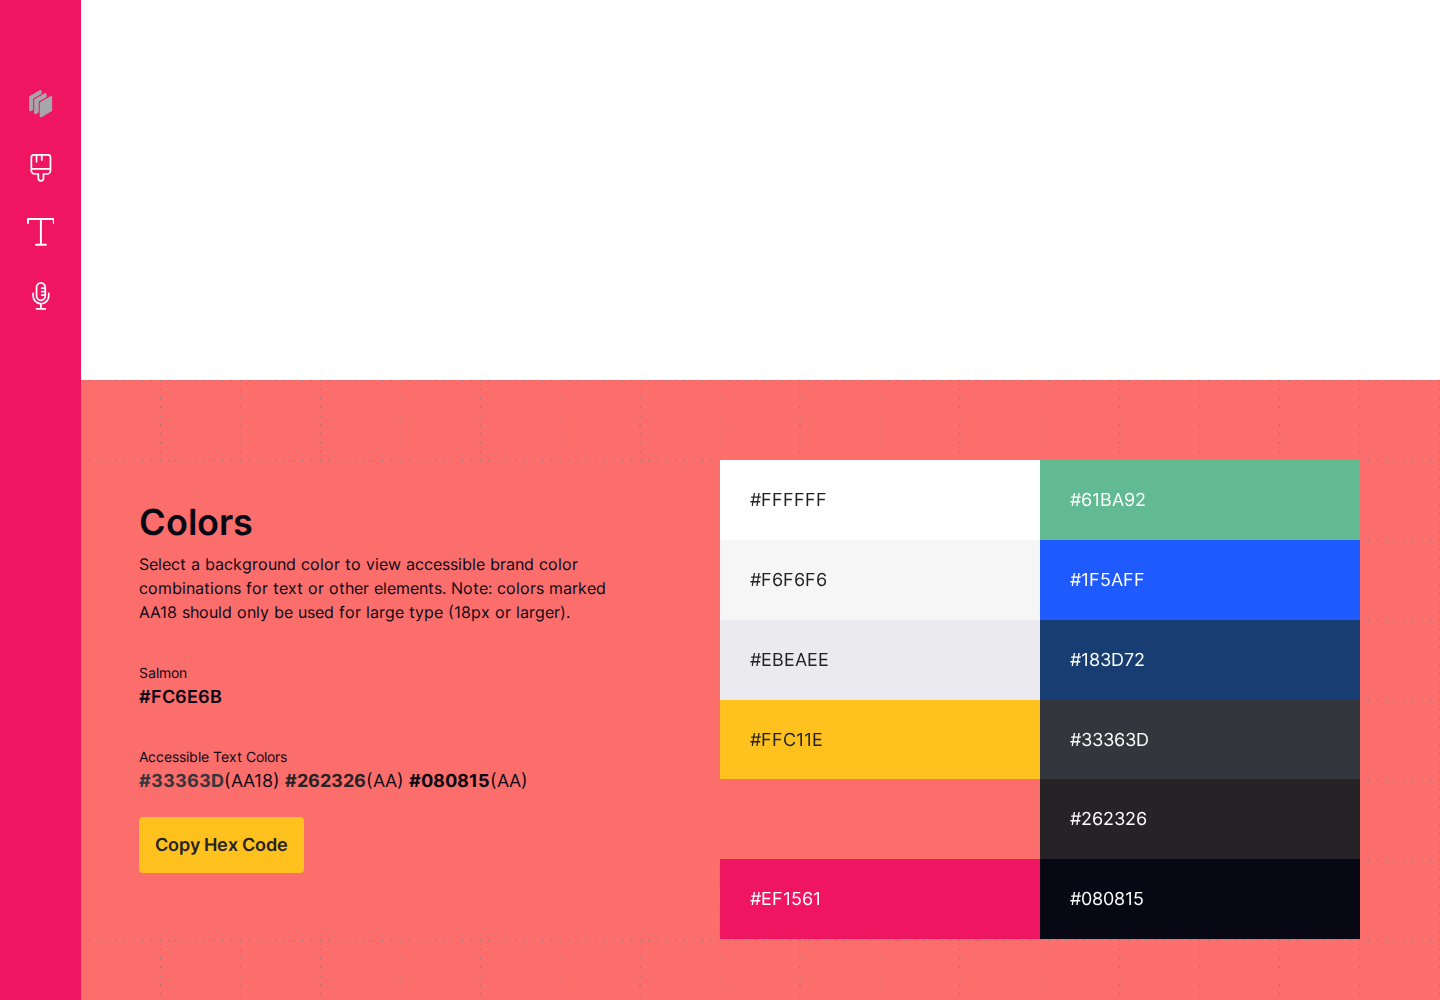 Colors
Select a background color to view accessible brand color
combinations for text or other elements. Note: colors marked
AA18 should only be used for large type (18px or larger).
Salmon
#FC6E6B
Accessible Text Colors
#33363D(AA18) #262326(AA) #080815(AA)
Copy Hex Code
#FFFFFF
#61BA92
#F6F6F6
#1F5AFF
#EBEAEE
#183D72
#FFC11E
#33363D
#262326
#EF1561
#080815